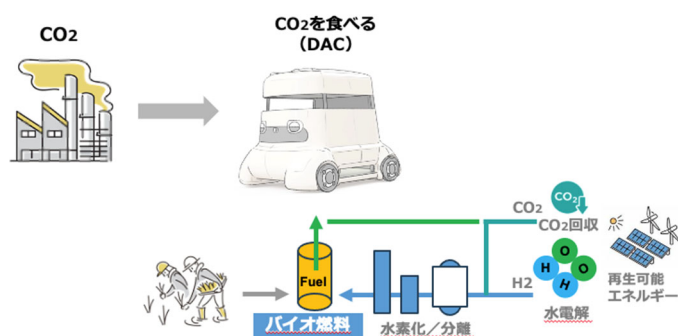 CO2
CO2を食べる
（DAC）
CO2
CO2
CO2回収
Fuel
H2
O
H
O
H
再生可能
エネルギー
バイオ燃料
水素化／分離
水電解